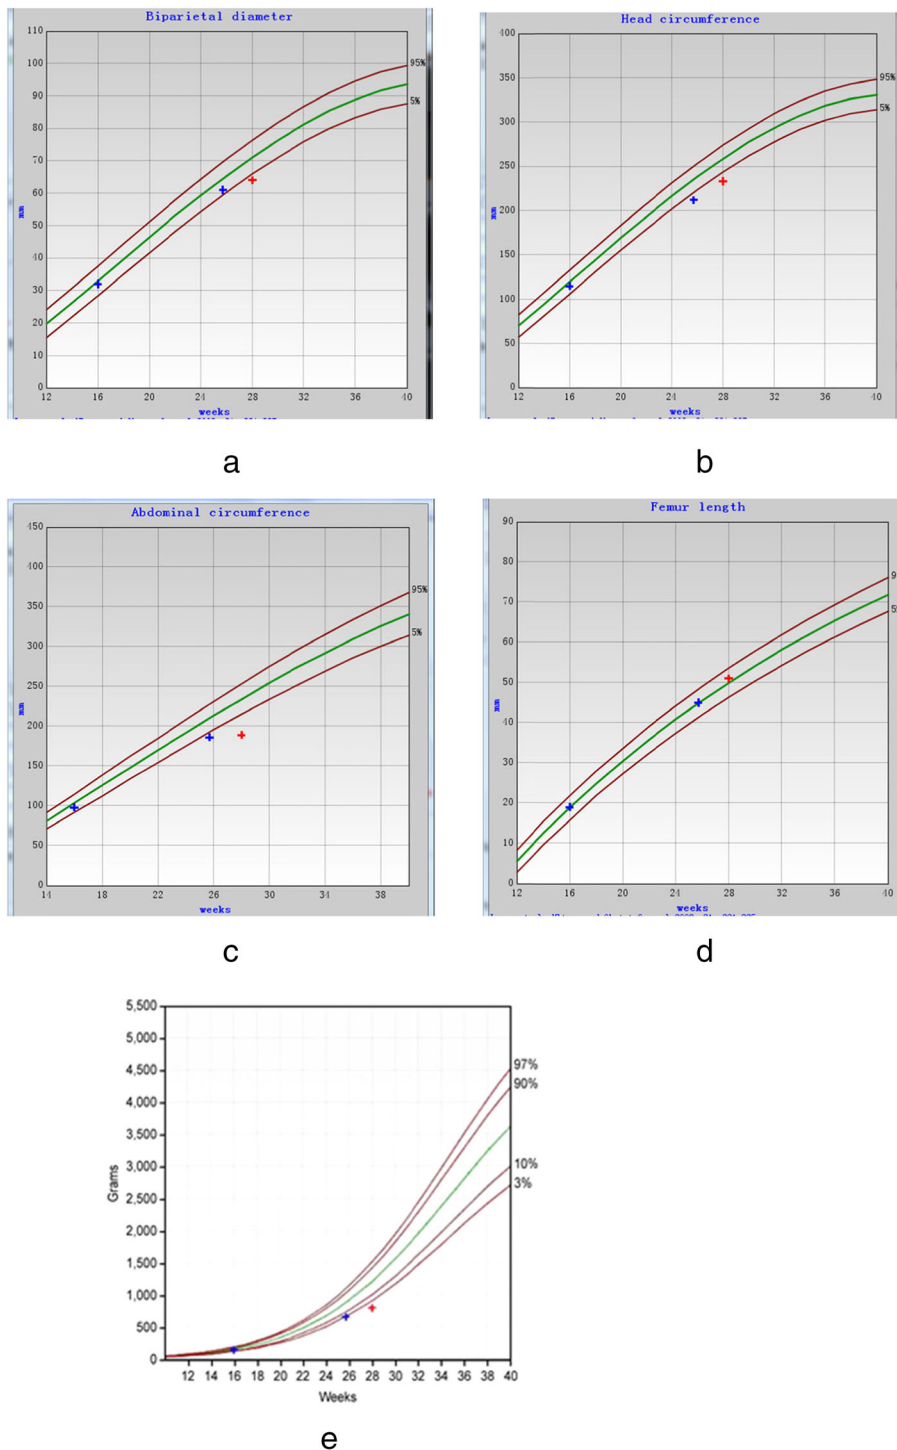 Biparietal diameter
110
100
90
80
70
60
50
40
30
20
10
0
mm
95%
5%
12 16 20 24 28 32 36 40
weeks
a
Head circumference
400
350
300
250
200
150
100
50
0
mm
95%
5%
12 16 20 24 28 32 36 40
weeks
b
Abdominal circumference
450
400
350
300
250
200
150
100
50
0
mm
95%
5%
14 18 22 26 30 34 38
weeks
c
Femur length
90
80
70
60
50
40
30
20
10
0
mm
12 16 20 24 28 32 36 40
weeks
d
5,500
5,000
4,500
4,000
3,500
3,000
2,500
2,000
1,500
1,000
500
0
Grams
97%
90%
10%
3%
12 14 16 18 20 22 24 26 28 30 32 34 36 38 40
Weeks
e